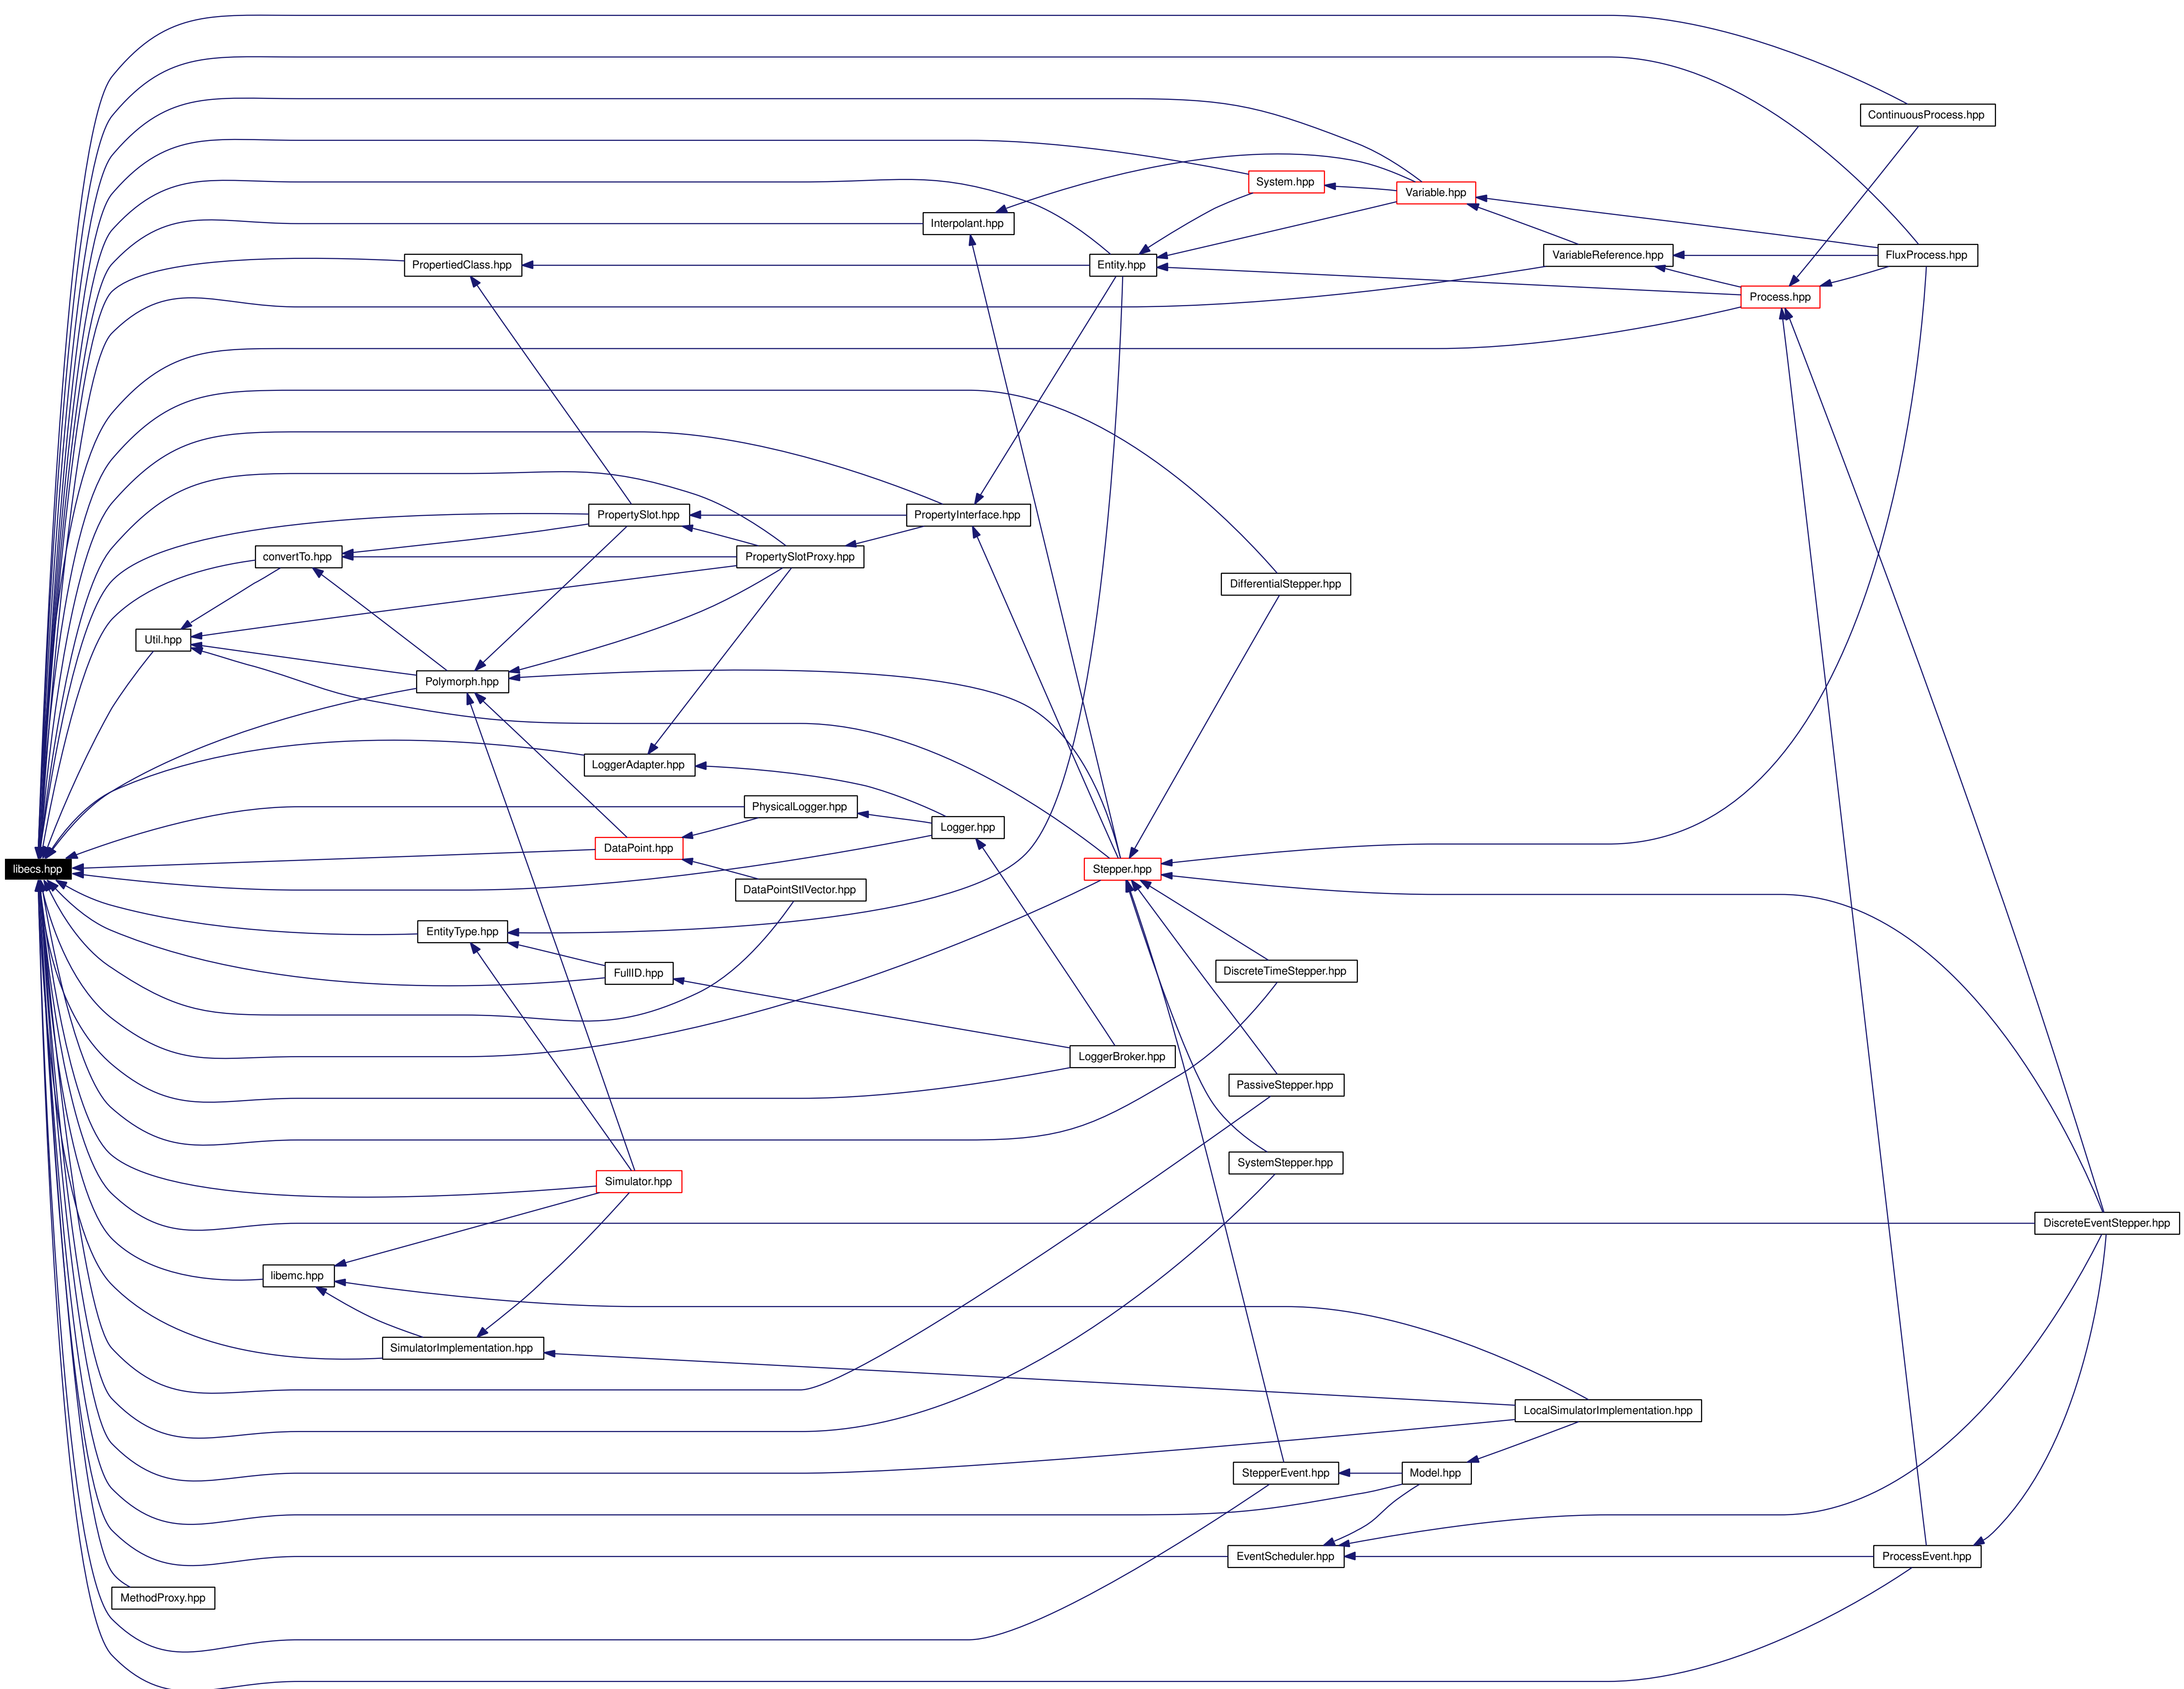 ContinuousProcess.hpp
System.hpp
Variable.hpp
Interpolant.hpp
PropertiedClass.hpp
Entity.hpp
VariableReference.hpp
FluxProcess.hpp
Process.hpp
PropertySlot.hpp
PropertyInterface.hpp
convertTo.hpp
PropertySlotProxy.hpp
DifferentialStepper.hpp
Util.hpp
Polymorph.hpp
LoggerAdapter.hpp
PhysicalLogger.hpp
Logger.hpp
DataPoint.hpp
libecs.hpp
Stepper.hpp
DataPointStlVector.hpp
EntityType.hpp
FullID.hpp
DiscreteTimeStepper.hpp
LoggerBroker.hpp
PassiveStepper.hpp
SystemStepper.hpp
Simulator.hpp
DiscreteEventStepper.hpp
libemc.hpp
SimulatorImplementation.hpp
LocalSimulatorImplementation.hpp
StepperEvent.hpp
Model.hpp
EventScheduler.hpp
ProcessEvent.hpp
MethodProxy.hpp